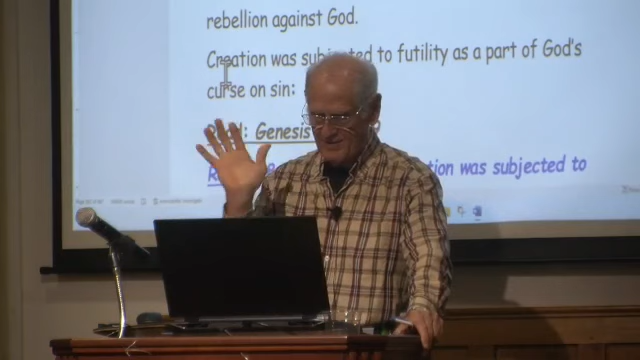 rebellion against God.
Creation was subjected to futility as a part of God's
curse on sin:
Genesis
was subjected to